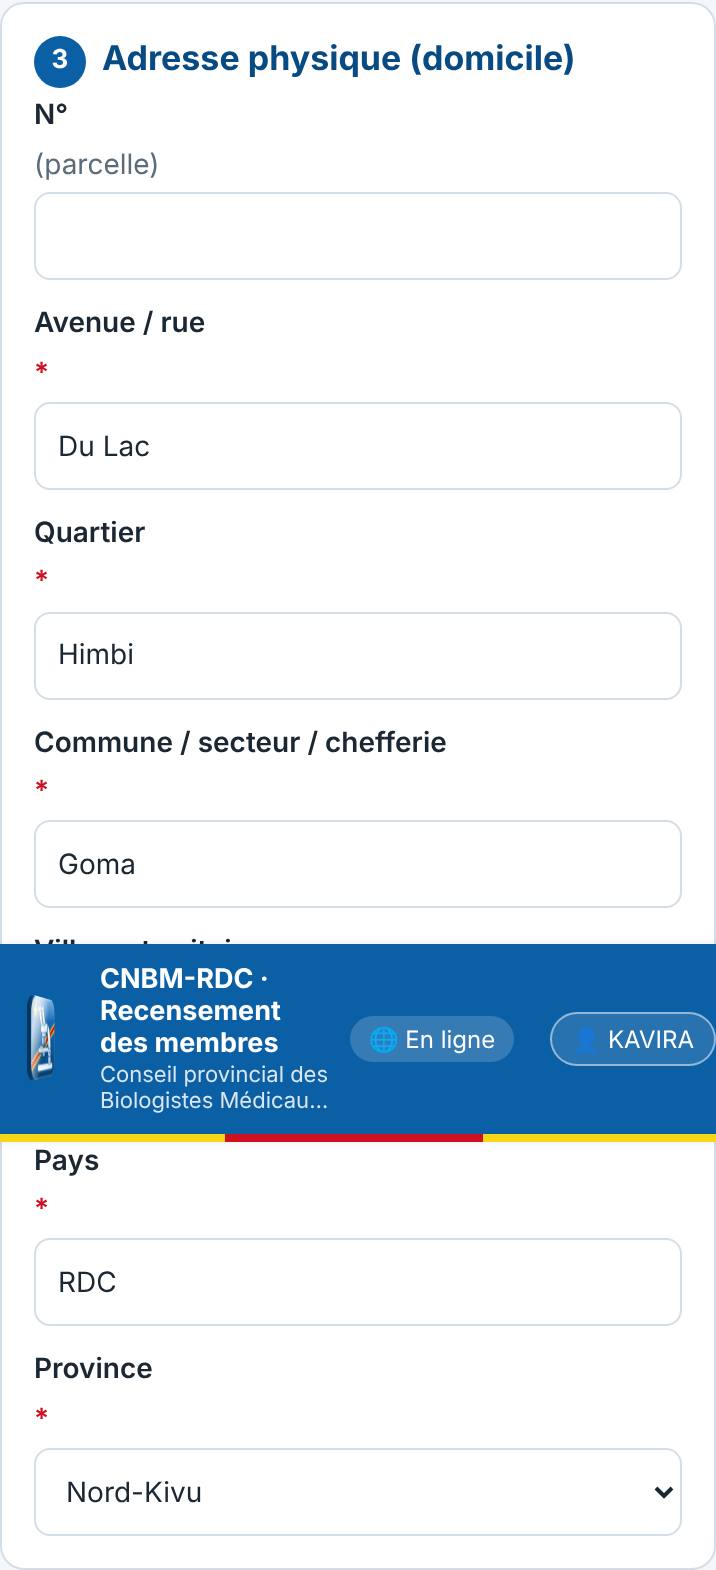 3 Adresse physique (domicile)
N°
(parcelle)
Avenue / rue
*
Du Lac
Quartier
*
Himbi
Commune / secteur / chefferie
*
Goma
CNBM-RDC ·
Recensement
des membres
Conseil provincial des
Biologistes Médicau...
En ligne
KAVIRA
Pays
*
RDC
Province
*
Nord-Kivu